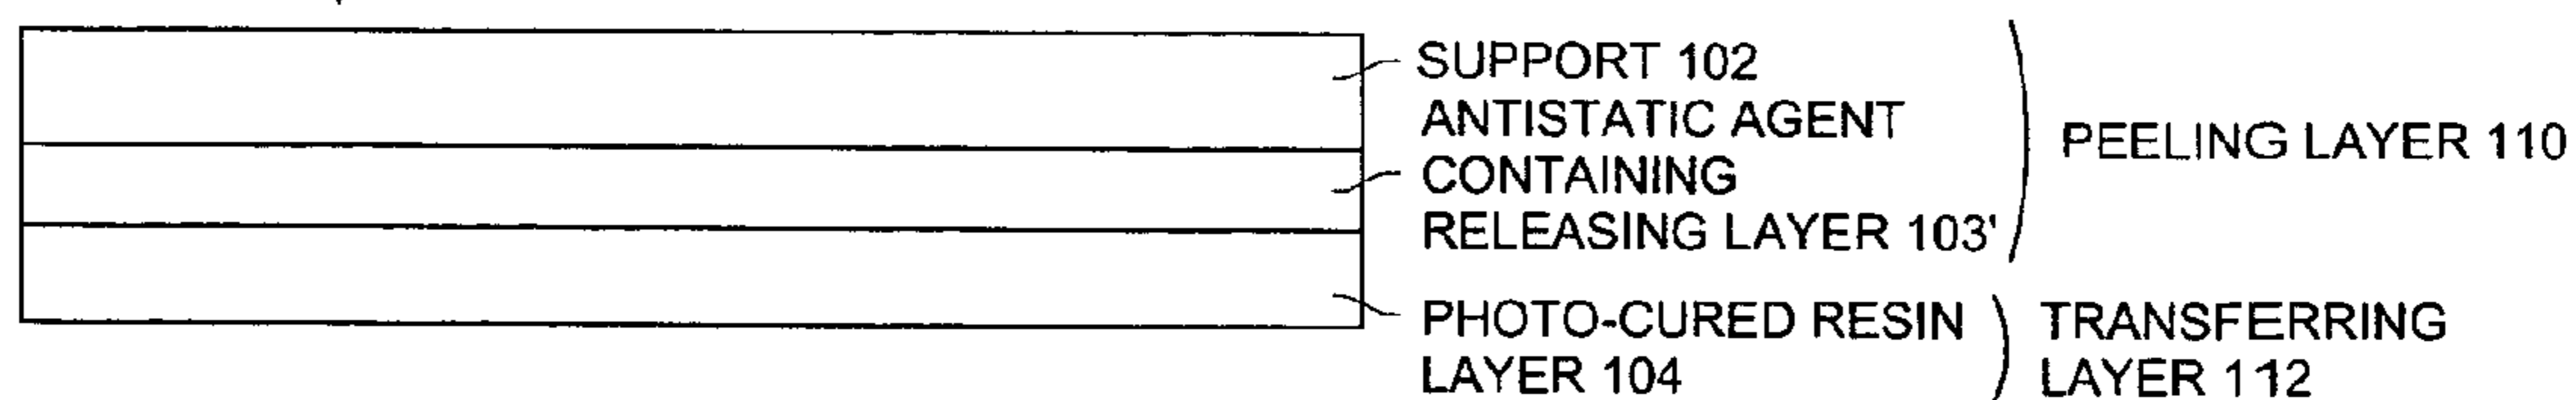 SUPPORT 102
ANTISTATIC AGENT
CONTAINING
RELEASING LAYER 103'
PEELING LAYER 110
PHOTO-CURED RESIN
LAYER 104
TRANSFERRING
LAYER 112